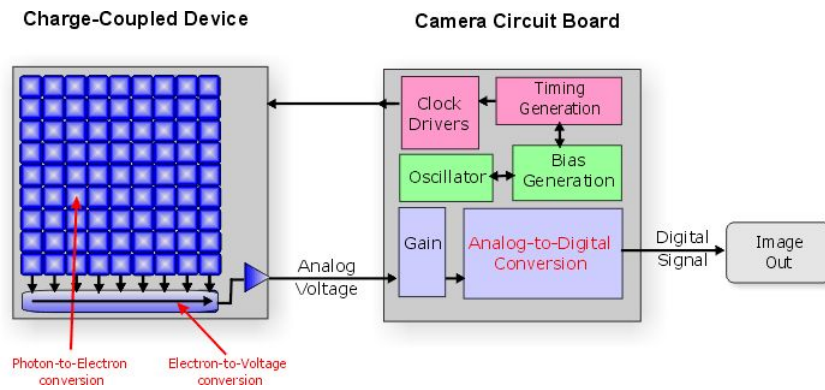 Charge-Coupled Device
Camera Circuit Board
Clock
Drivers
Timing
Generation
Oscillator
Bias
Generation
Gain
Analog-to-Digital
Conversion
Analog
Voltage
Digital
Signal
Image
Out
Photon-to-Electron
conversion
Electron-to-Voltage
conversion